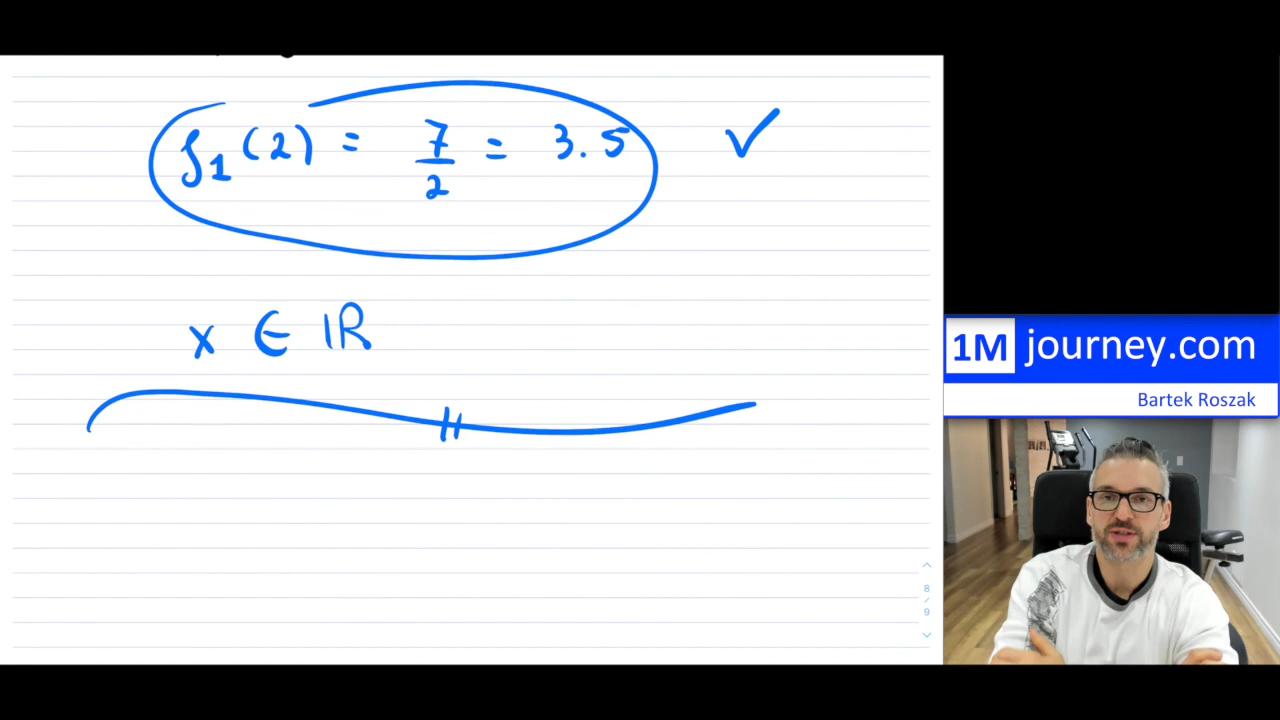 f₁(2) = 7/2 = 3.5 ✓
x ∈ ℝ
1M journey.com
Bartek Roszak
8
/
9